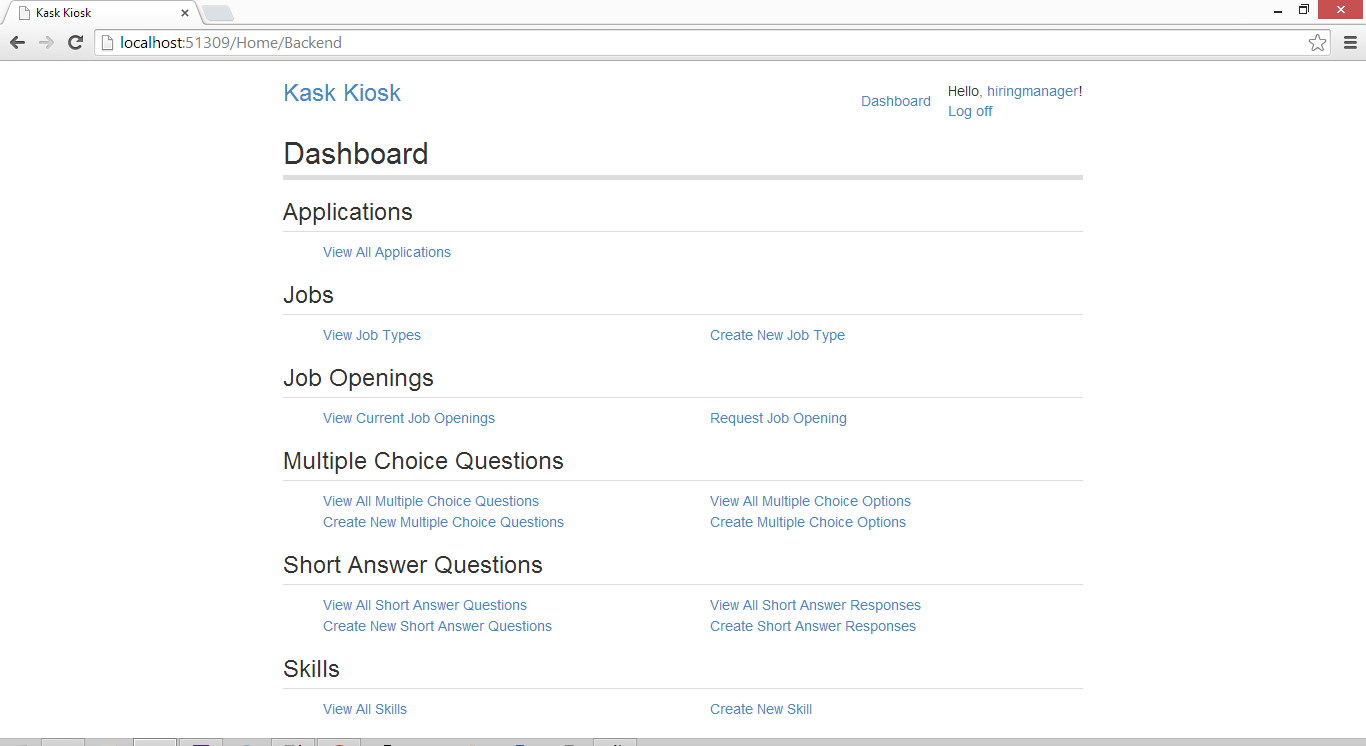 Kask Kiosk
localhost:51309/Home/Backend
Kask Kiosk
Dashboard
Hello, hiringmanager!
Log off
Dashboard
Applications
View All Applications
Jobs
View Job Types
Create New Job Type
Job Openings
View Current Job Openings
Request Job Opening
Multiple Choice Questions
View All Multiple Choice Questions
View All Multiple Choice Options
Create New Multiple Choice Questions
Create Multiple Choice Options
Short Answer Questions
View All Short Answer Questions
View All Short Answer Responses
Create New Short Answer Questions
Create Short Answer Responses
Skills
View All Skills
Create New Skill